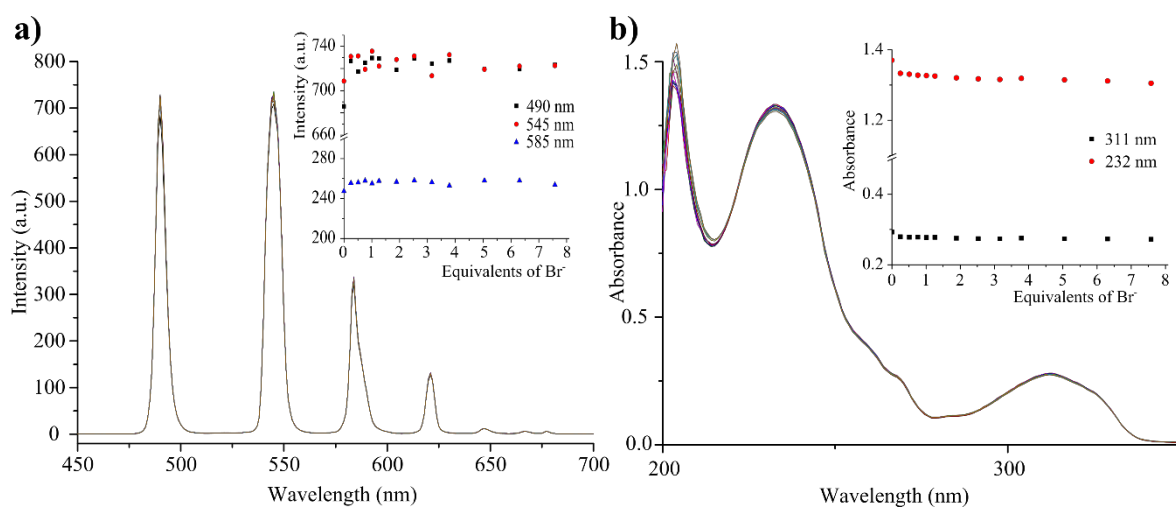 a)
800
700
600
500
400
300
200
100
0
Intensity (a.u.)
450
500
550
600
650
700
Wavelength (nm)
740
720
700
660
260
240
220
200
Intensity (a.u.)
490 nm
545 nm
585 nm
0 1 2 3 4 5 6 7 8
Equivalents of Br-
b)
1.5
1.0
0.5
0.0
Absorbance
200
300
Wavelength (nm)
1.4
1.3
0.3
0.2
Absorbance
311 nm
232 nm
0 1 2 3 4 5 6 7 8
Equivalents of Br-